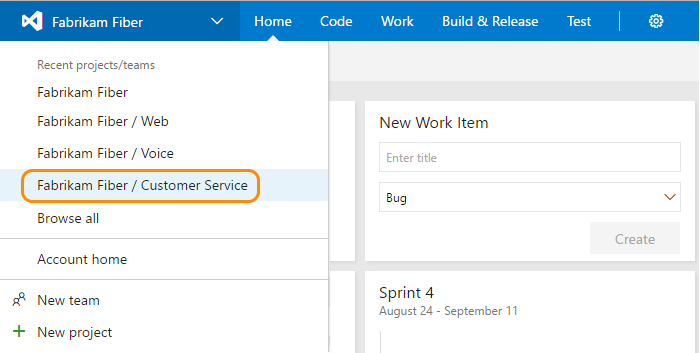 Fabrikam Fiber
Home Code Work Build & Release Test
Recent projects/teams
Fabrikam Fiber
Fabrikam Fiber / Web
Fabrikam Fiber / Voice
Fabrikam Fiber / Customer Service
Browse all
Account home
New team
New project
New Work Item
Enter title
Bug
Create
Sprint 4
August 24 - September 11